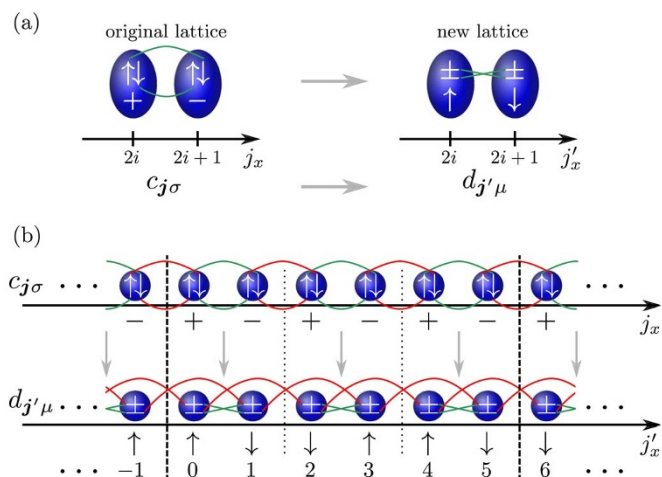 (a)
original lattice new lattice
↑↓ ↑↓ ± ±
+ − ↑ ↓
2i 2i + 1 j_x 2i 2i + 1 j′_x
c_{jσ} d_{j′μ}
(b)
c_{jσ} · · · ↑↓ ↑↓ ↑↓ ↑↓ ↑↓ ↑↓ ↑↓ ↑↓ · · ·
− + − + − + − + j_x
d_{j′μ} · · · ± ± ± ± ± ± ± ± · · ·
↑ ↑ ↓ ↓ ↑ ↑ ↓ ↓ j′_x
· · · −1 0 1 2 3 4 5 6 · · ·